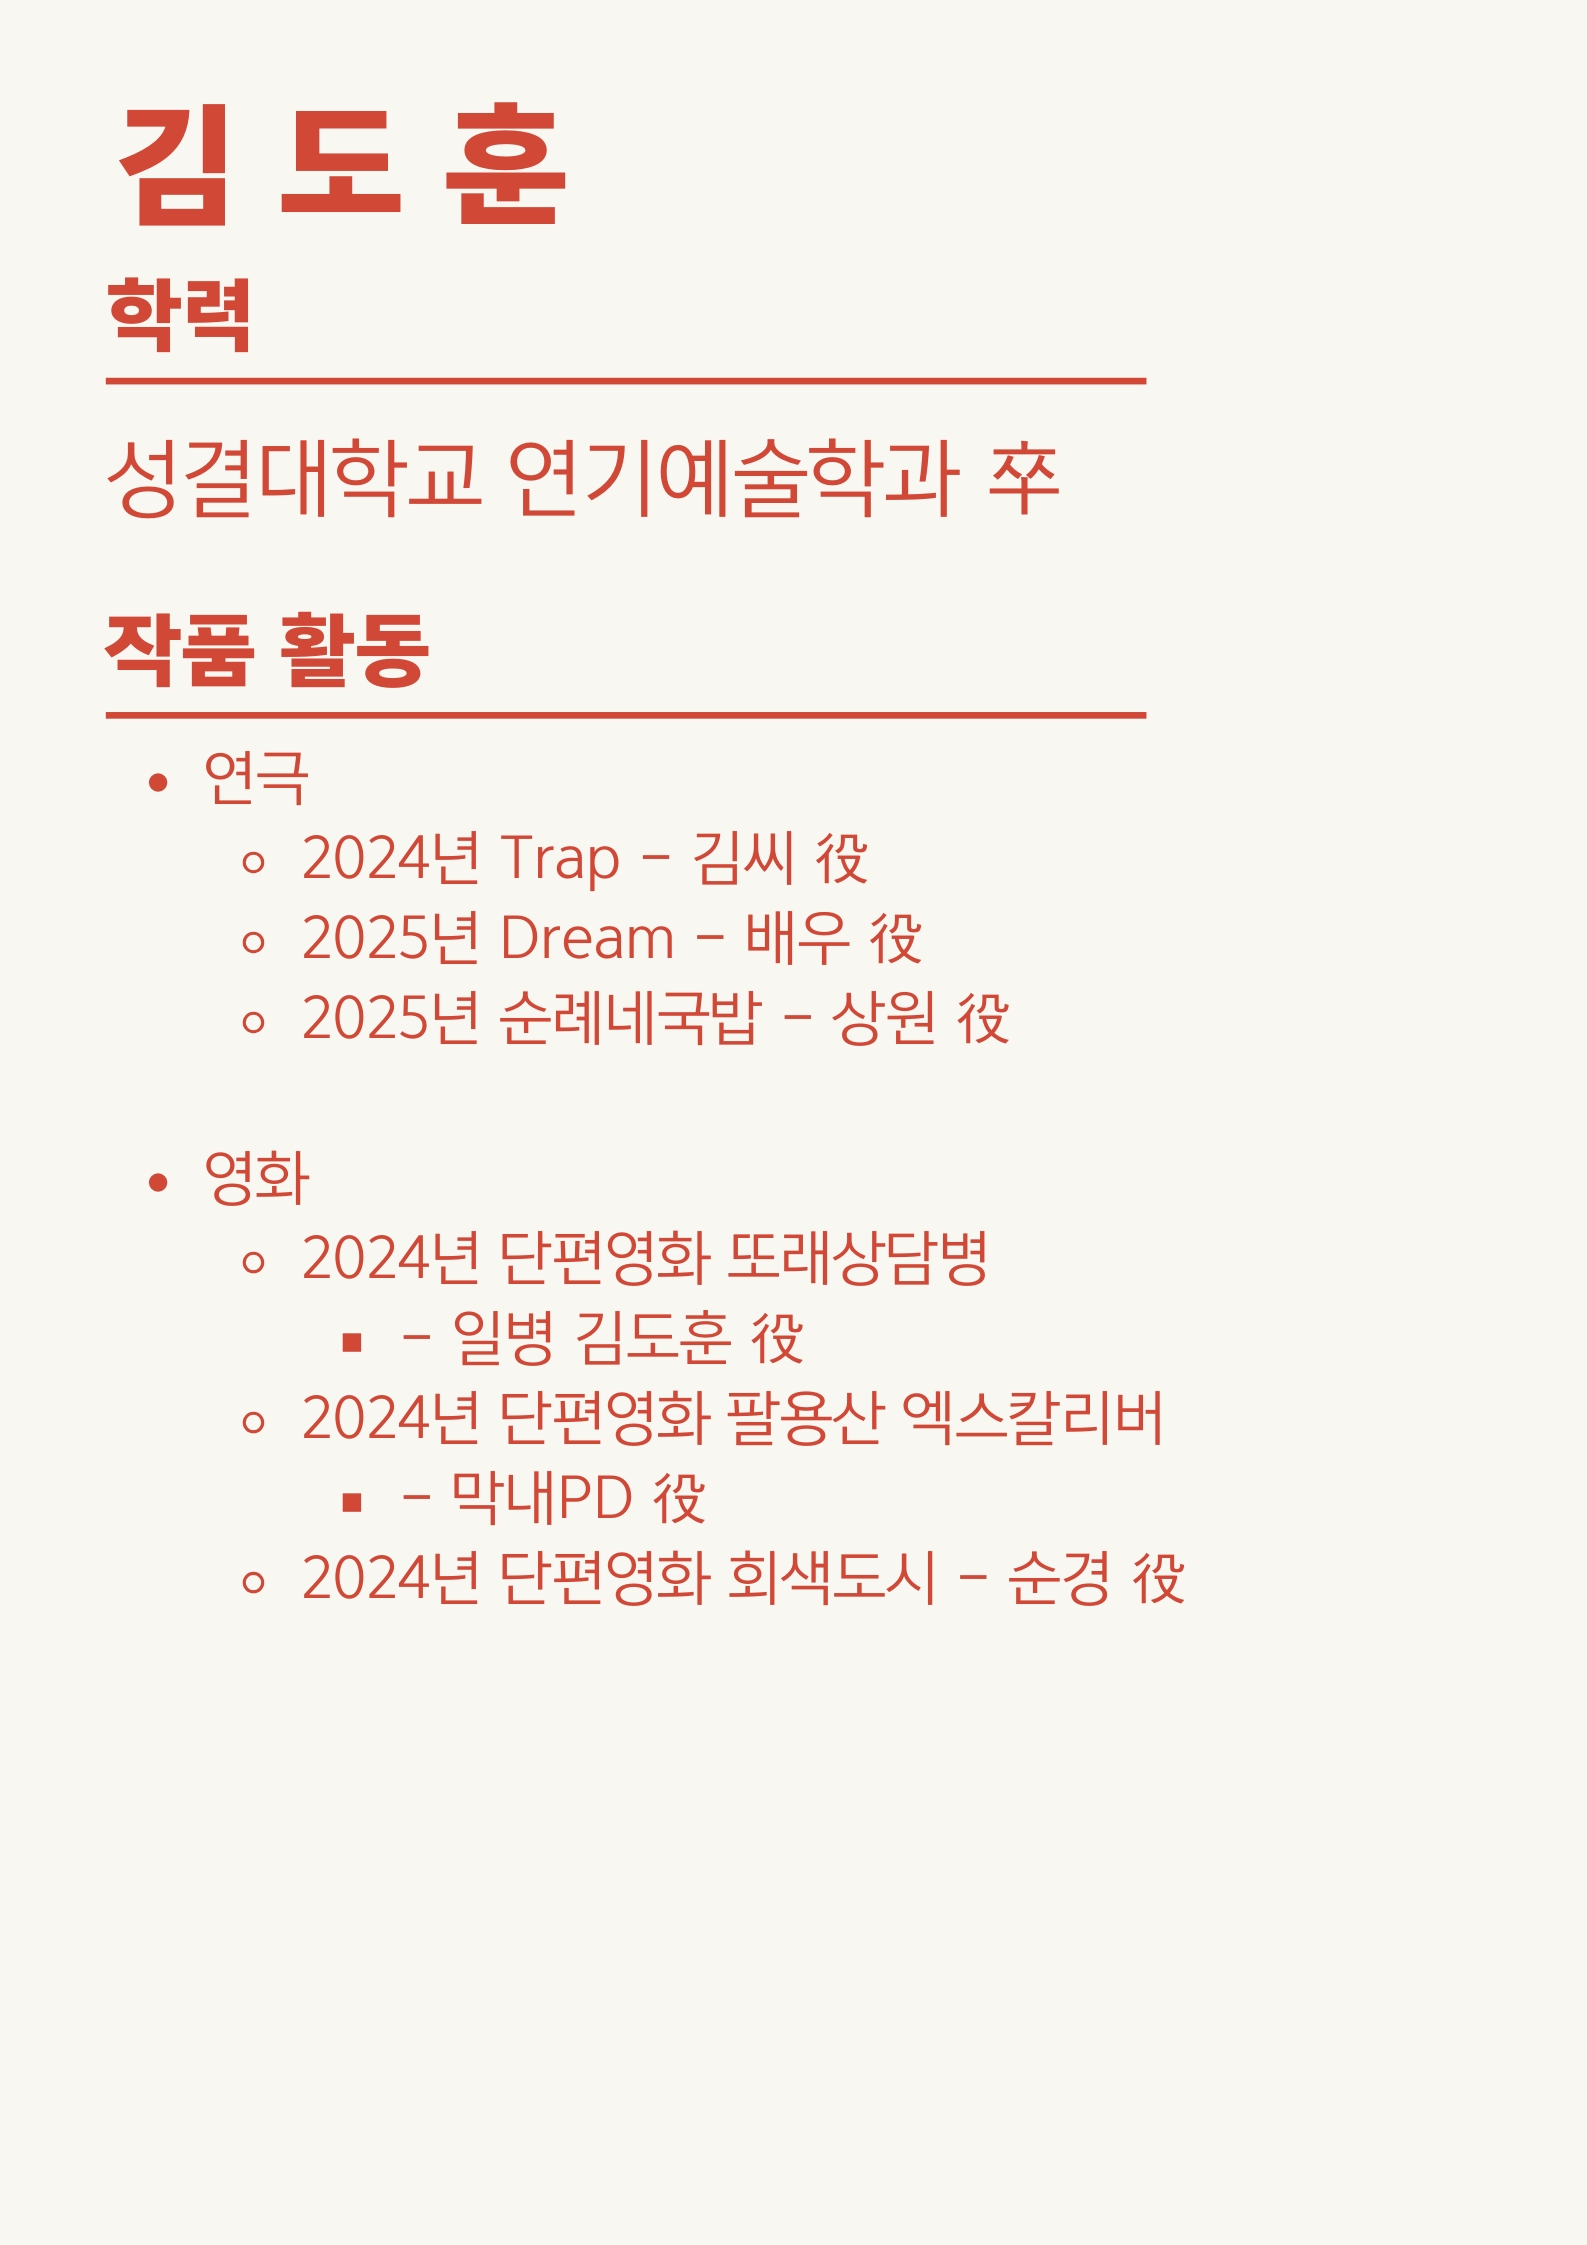 김도훈
학력
성결대학교 연기예술학과 卒
작품 활동
• 연극
◦ 2024년 Trap - 김씨 役
◦ 2025년 Dream - 배우 役
◦ 2025년 순례네국밥 - 상원 役
• 영화
◦ 2024년 단편영화 또래상담병
▪ - 일병 김도훈 役
◦ 2024년 단편영화 팔용산 엑스칼리버
▪ - 막내PD 役
◦ 2024년 단편영화 회색도시 - 순경 役